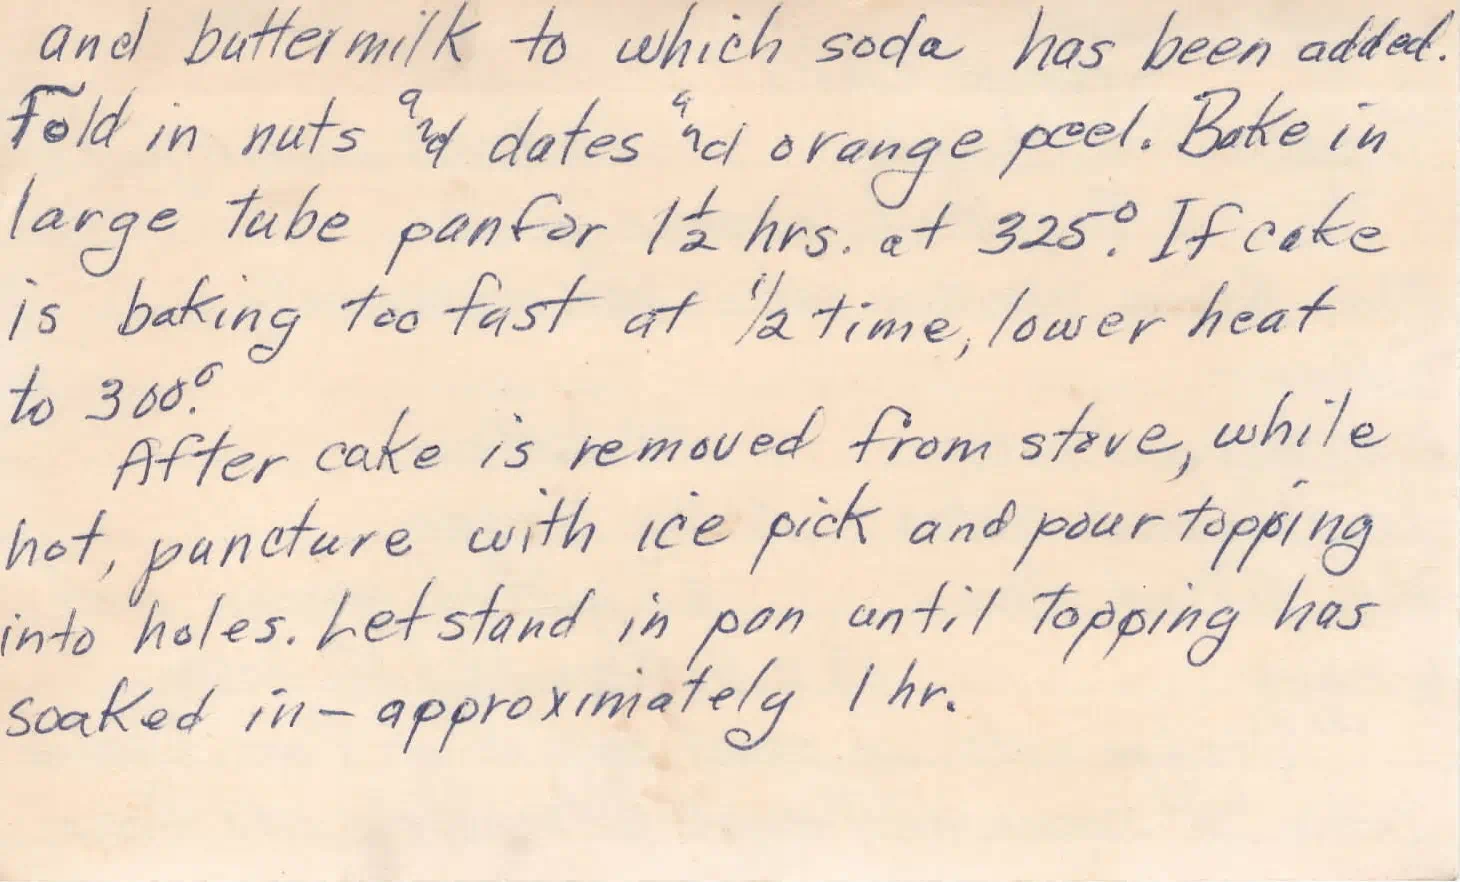 and buttermilk to which soda has been added.
Fold in nuts and dates and orange peel. Bake in
large tube pan for 1 1/2 hrs. at 325°. If cake
is baking too fast at 1/2 time, lower heat
to 300°.
After cake is removed from stove, while
hot, puncture with ice pick and pour topping
into holes. Let stand in pan until topping has
soaked in - approximately 1 hr.